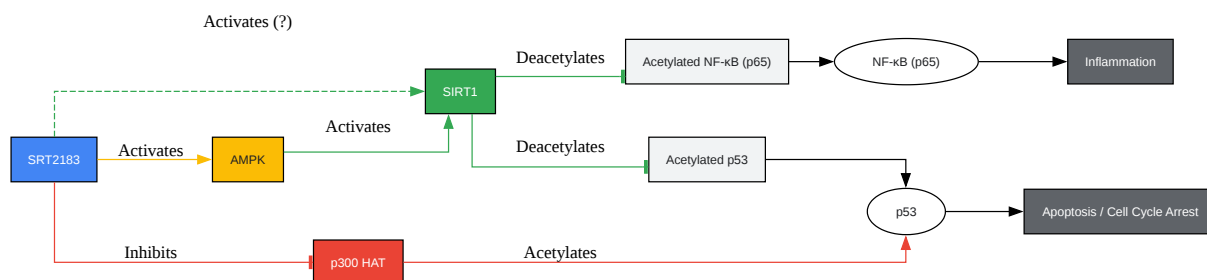 Activates (?)
Deacetylates
Acetylated NF-κB (p65)
NF-κB (p65)
Inflammation
SIRT1
Activates
SRT2183
Activates
AMPK
Deacetylates
Acetylated p53
p53
Apoptosis / Cell Cycle Arrest
Inhibits
p300 HAT
Acetylates